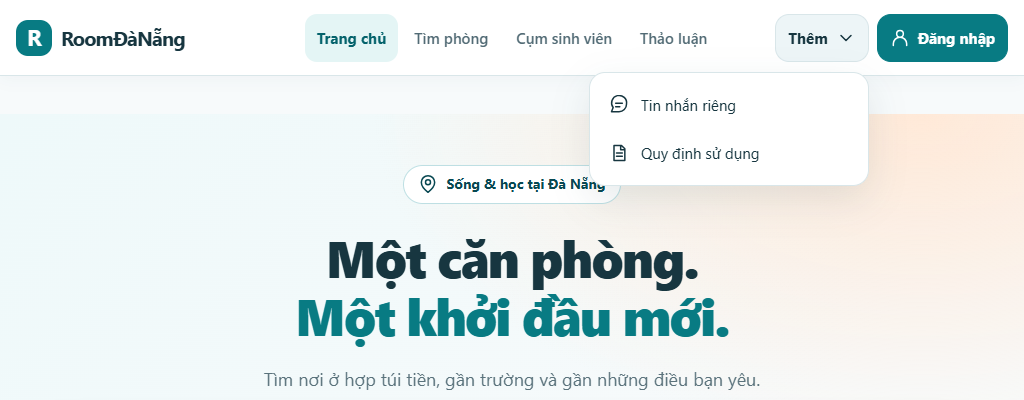 R RoomĐàNẵng
Trang chủ
Tìm phòng
Cụm sinh viên
Thảo luận
Thêm
Đăng nhập
Tin nhắn riêng
Quy định sử dụng
Sống & học tại Đà Nẵng
Một căn phòng.
Một khởi đầu mới.
Tìm nơi ở hợp túi tiền, gần trường và gần những điều bạn yêu.